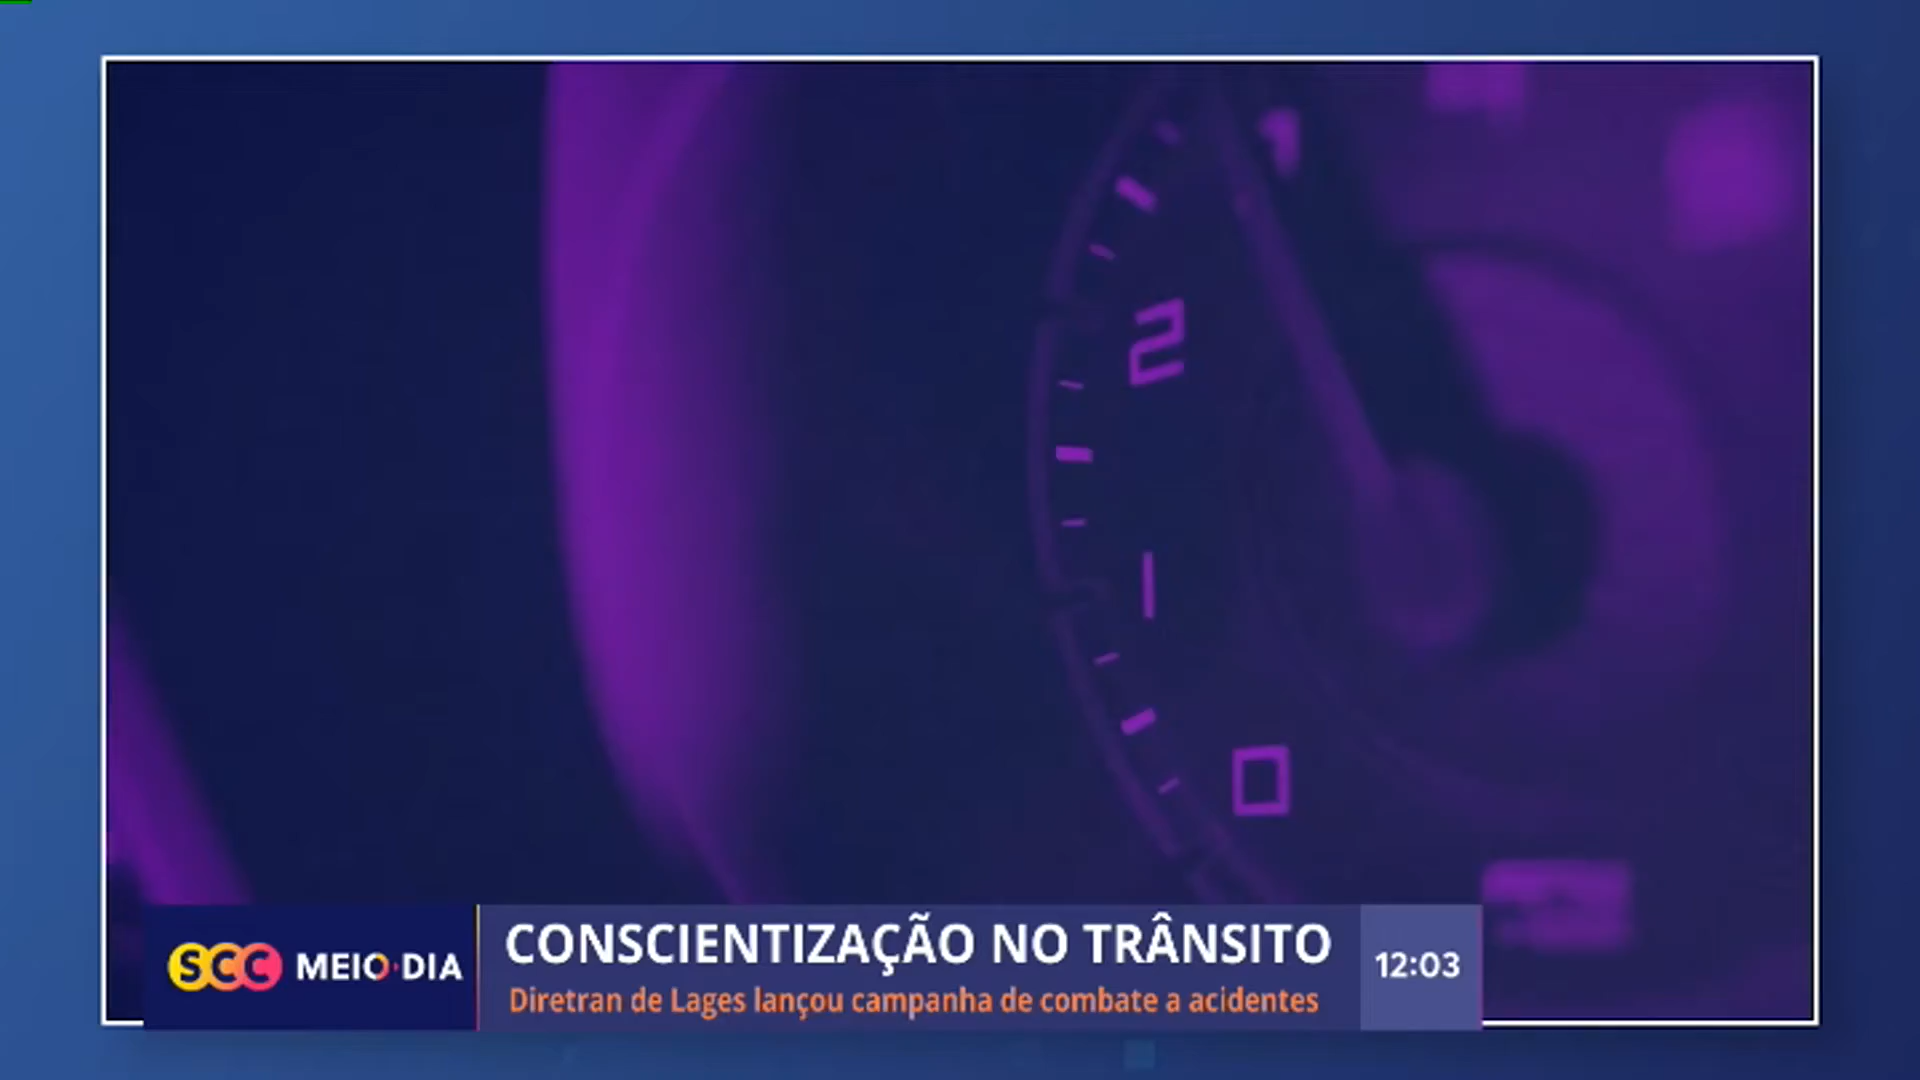 1
2
1
0
SCC MEIO-DIA
CONSCIENTIZAÇÃO NO TRÂNSITO
Diretran de Lages lançou campanha de combate a acidentes
12:03